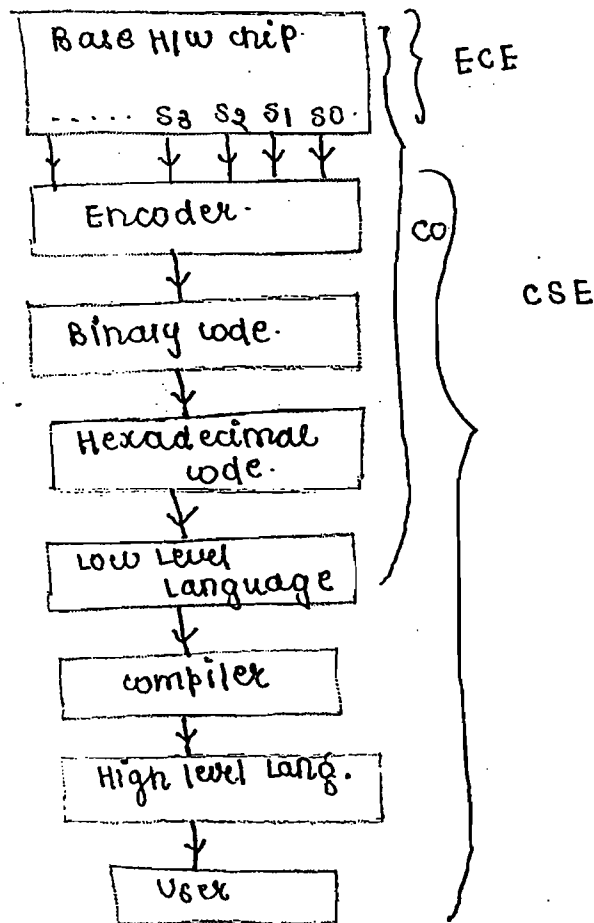 Base H/W chip.
ECE
..... S3 S2 S1 S0.
Encoder.
CO
CSE
Binary code.
Hexadecimal
code.
Low Level
Language
compiler
High level Lang.
User